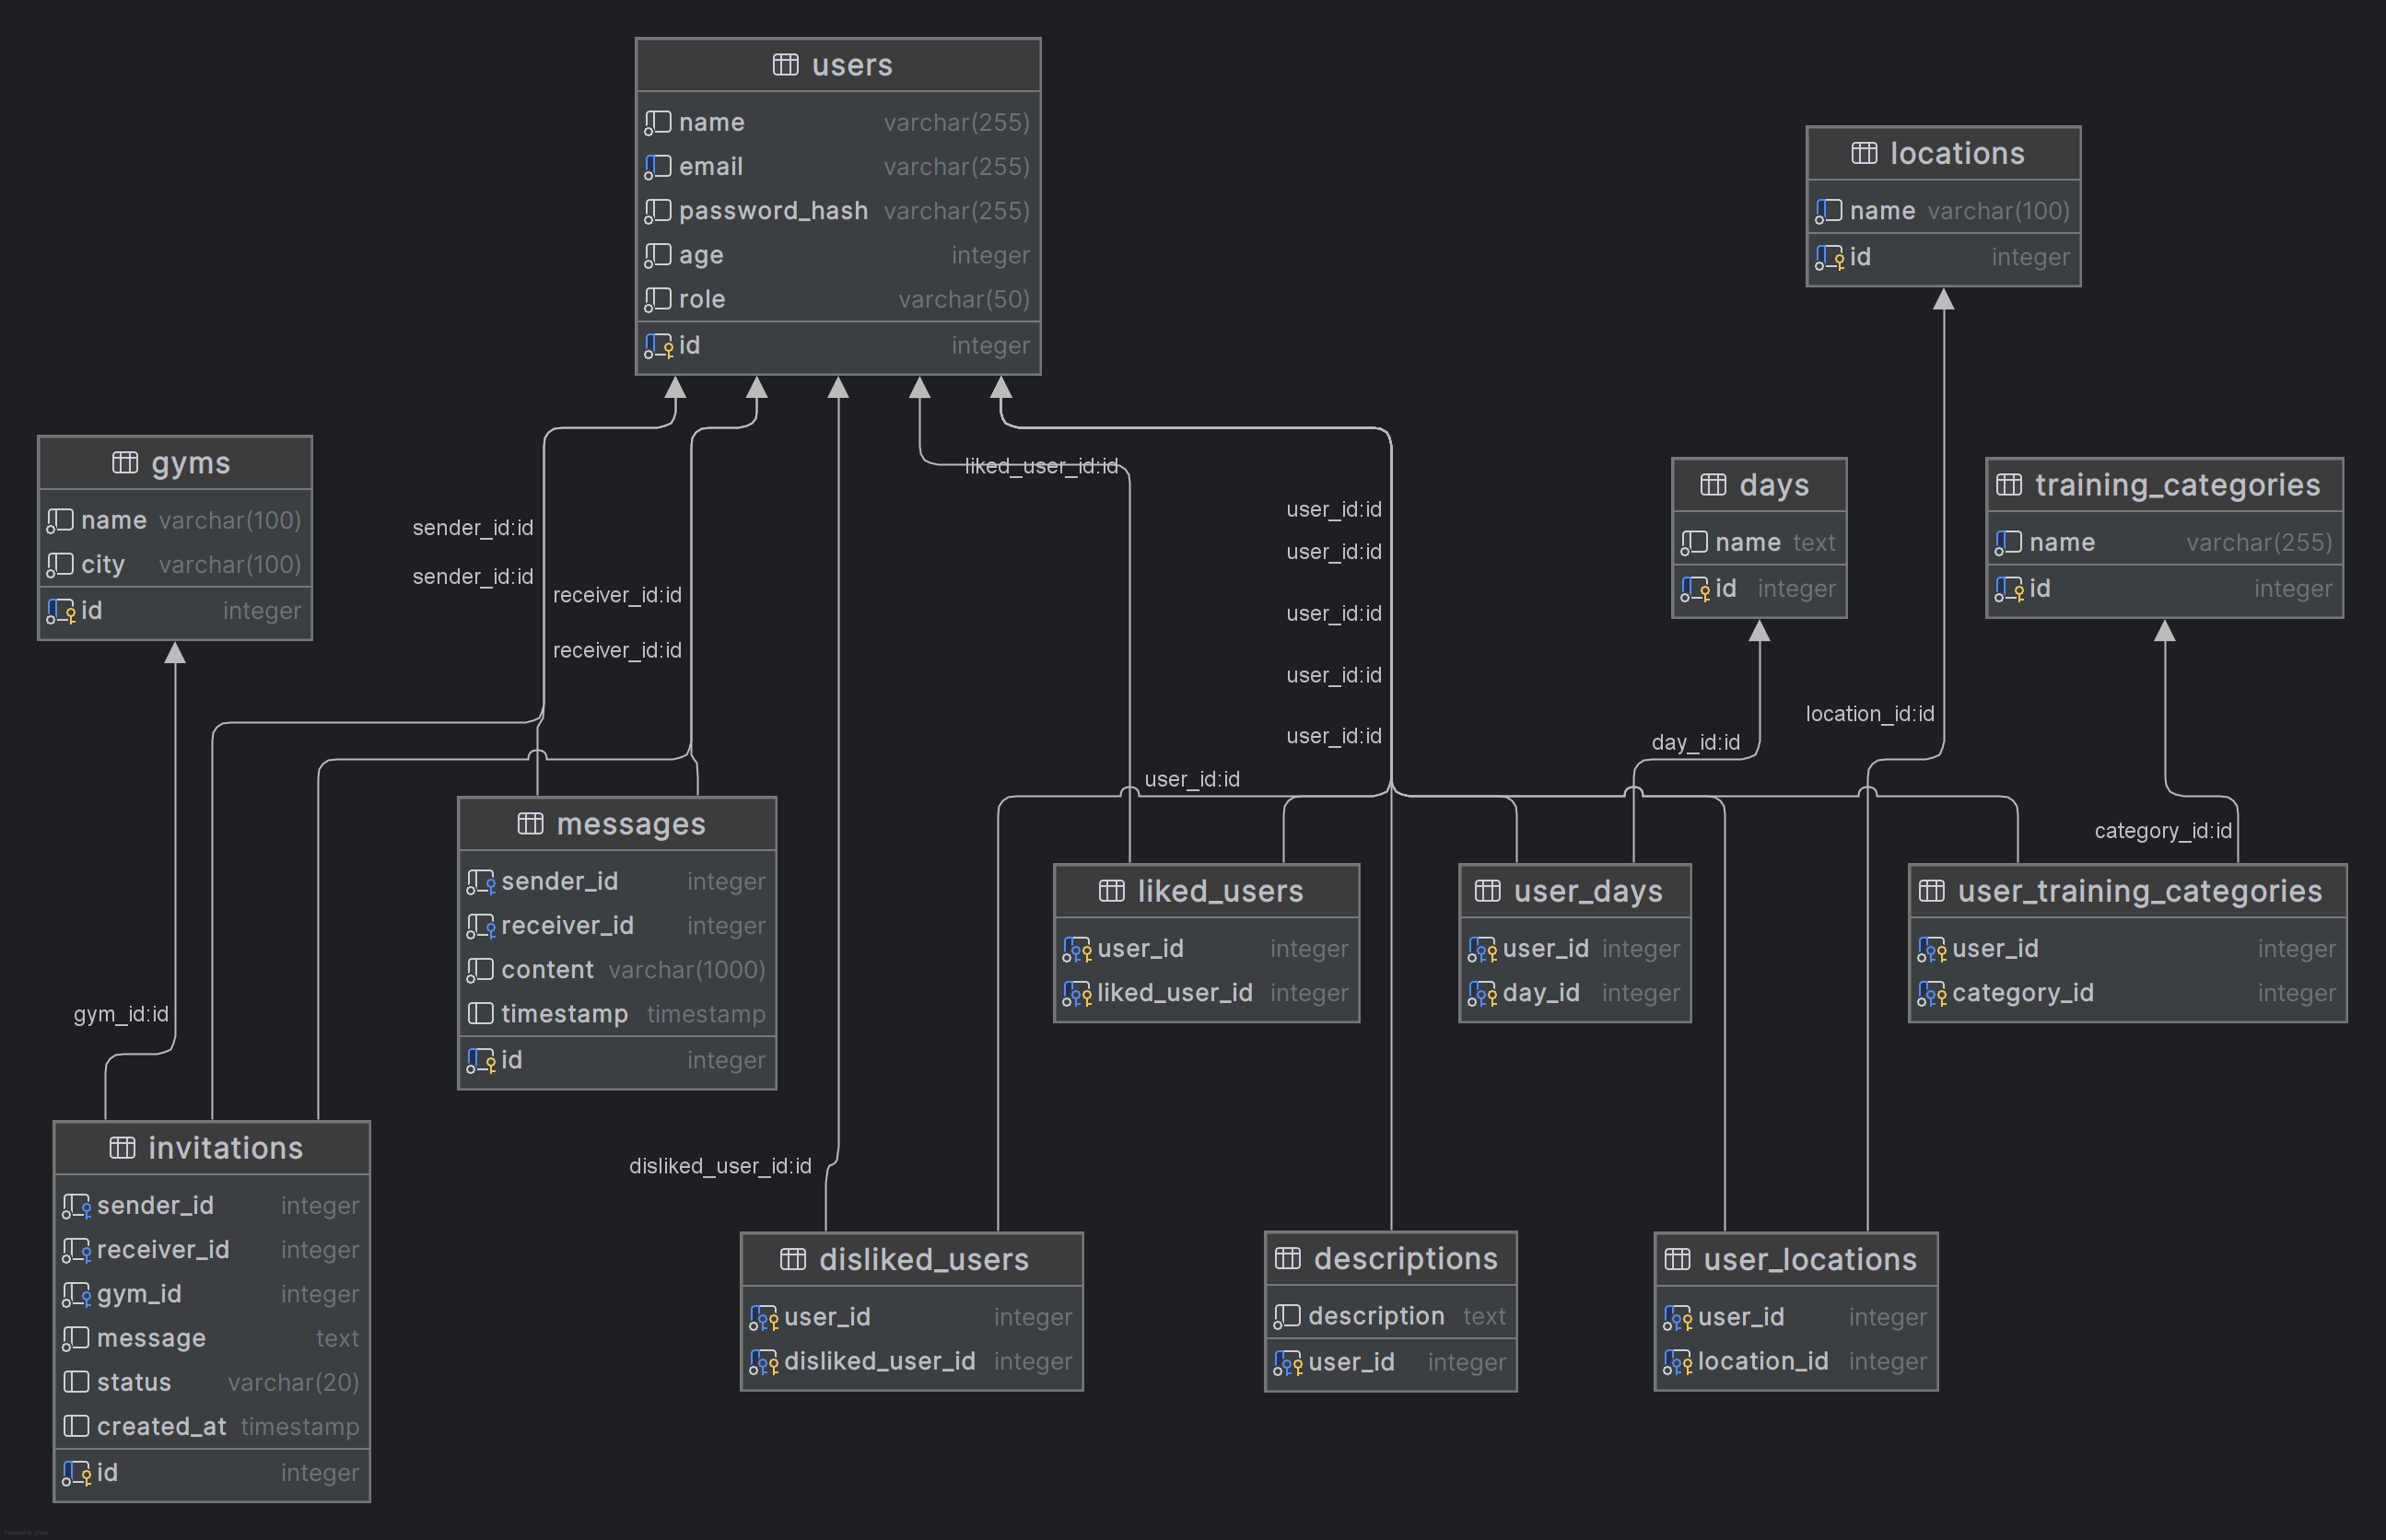 users
name varchar(255)
email varchar(255)
password_hash varchar(255)
age integer
role varchar(50)
id integer
locations
name varchar(100)
id integer
gyms
name varchar(100)
city varchar(100)
id integer
days
name text
id integer
training_categories
name varchar(255)
id integer
liked_user_id:id
sender_id:id
sender_id:id
receiver_id:id
receiver_id:id
user_id:id
user_id:id
user_id:id
user_id:id
user_id:id
user_id:id
day_id:id
location_id:id
category_id:id
gym_id:id
disliked_user_id:id
messages
sender_id integer
receiver_id integer
content varchar(1000)
timestamp timestamp
id integer
liked_users
user_id integer
liked_user_id integer
user_days
user_id integer
day_id integer
user_training_categories
user_id integer
category_id integer
invitations
sender_id integer
receiver_id integer
gym_id integer
message text
status varchar(20)
created_at timestamp
id integer
disliked_users
user_id integer
disliked_user_id integer
descriptions
description text
user_id integer
user_locations
user_id integer
location_id integer